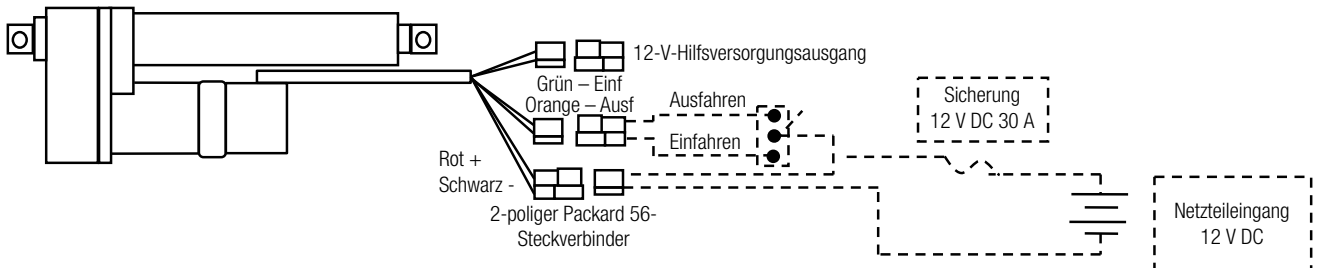 12-V-Hilfsversorgungsausgang
Grün – Einf
Orange – Ausf
Ausfahren
Einfahren
Rot +
Schwarz -
2-poliger Packard 56-
Steckverbinder
Sicherung
12 V DC 30 A
Netzteileingang
12 V DC